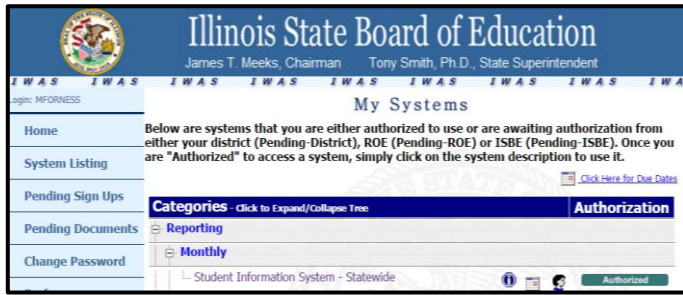 Illinois State Board of Education
James T. Meeks, Chairman Tony Smith, Ph.D., State Superintendent
I W A S I W A S I W A S I W A S I W A S I W A S I W A S I W A S I W A
ogin: MFORNESS
My Systems
Home
System Listing
Pending Sign Ups
Pending Documents
Change Password
Below are systems that you are either authorized to use or are awaiting authorization from
either your district (Pending-District), ROE (Pending-ROE) or ISBE (Pending-ISBE). Once you
are "Authorized" to access a system, simply click on the system description to use it.
Click Here for Due Dates
Categories - Click to Expand/Collapse Tree Authorization
Reporting
Monthly
Student Information System - Statewide Authorized